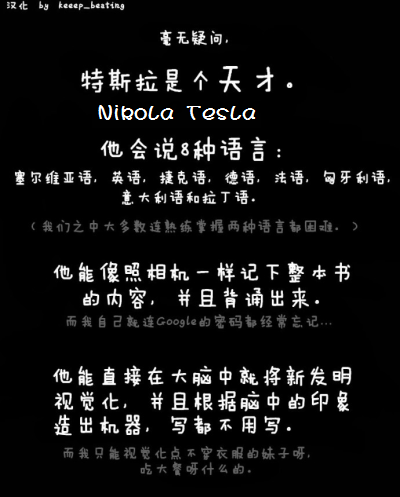 汉化 by keeep_beating
毫无疑问，
特斯拉是个天才。
Nikola Tesla
他会说8种语言：
塞尔维亚语，英语，捷克语，德语，法语，匈牙利语，
意大利语和拉丁语。
（我们之中大多数连熟练掌握两种语言都困难。）
他能像照相机一样记下整本书
的内容，并且背诵出来。
而我自己就连Google的密码都经常忘记...
他能直接在大脑中就将新发明
视觉化，并且根据脑中的印象
造出机器，写都不用写。
而我只能视觉化点不穿衣服的妹子呀，
吃大餐呀什么的。